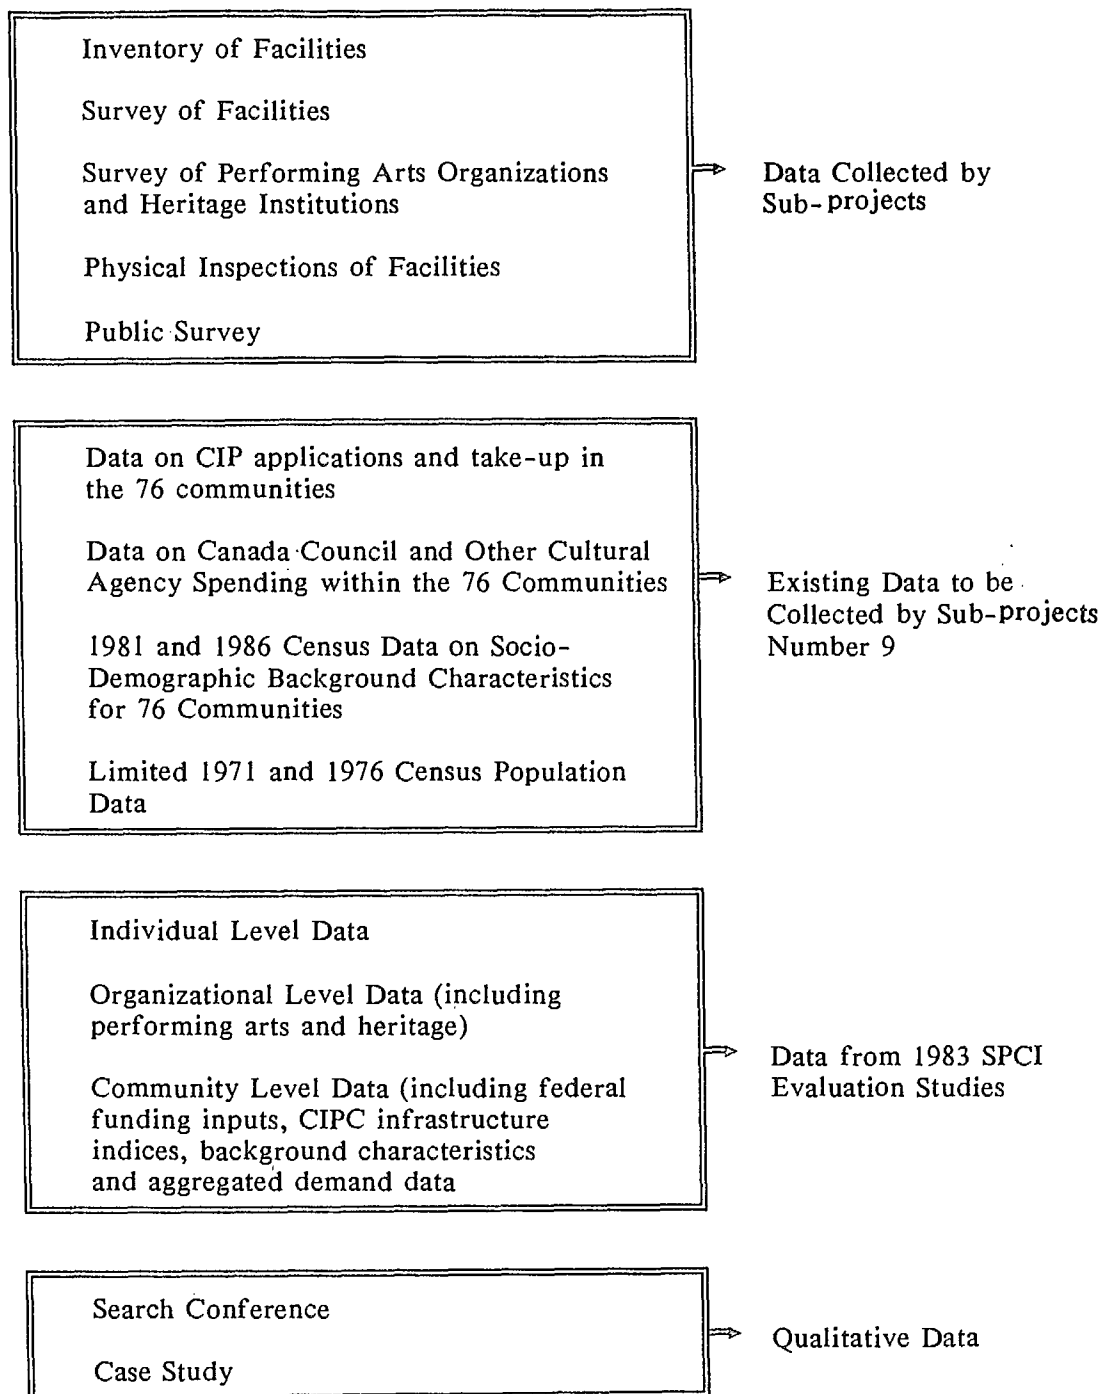 Inventory of Facilities
Survey of Facilities
Survey of Performing Arts Organizations
and Heritage Institutions
Physical Inspections of Facilities
Public Survey
Data Collected by
Sub-projects
Data on CIP applications and take-up in
the 76 communities
Data on Canada Council and Other Cultural
Agency Spending within the 76 Communities
1981 and 1986 Census Data on Socio-
Demographic Background Characteristics
for 76 Communities
Limited 1971 and 1976 Census Population
Data
Existing Data to be
Collected by Sub-projects
Number 9
Individual Level Data
Organizational Level Data (including
performing arts and heritage)
Community Level Data (including federal
funding inputs, CIPC infrastructure
indices, background characteristics
and aggregated demand data
Data from 1983 SPCI
Evaluation Studies
Search Conference
Case Study
Qualitative Data